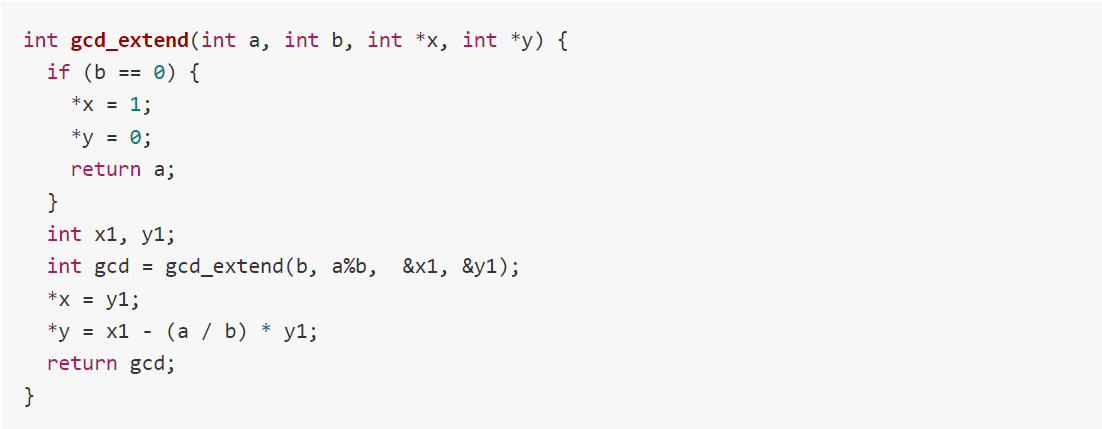 int gcd_extend(int a, int b, int *x, int *y) {
  if (b == 0) {
    *x = 1;
    *y = 0;
    return a;
  }
  int x1, y1;
  int gcd = gcd_extend(b, a%b,  &x1, &y1);
  *x = y1;
  *y = x1 - (a / b) * y1;
  return gcd;
}